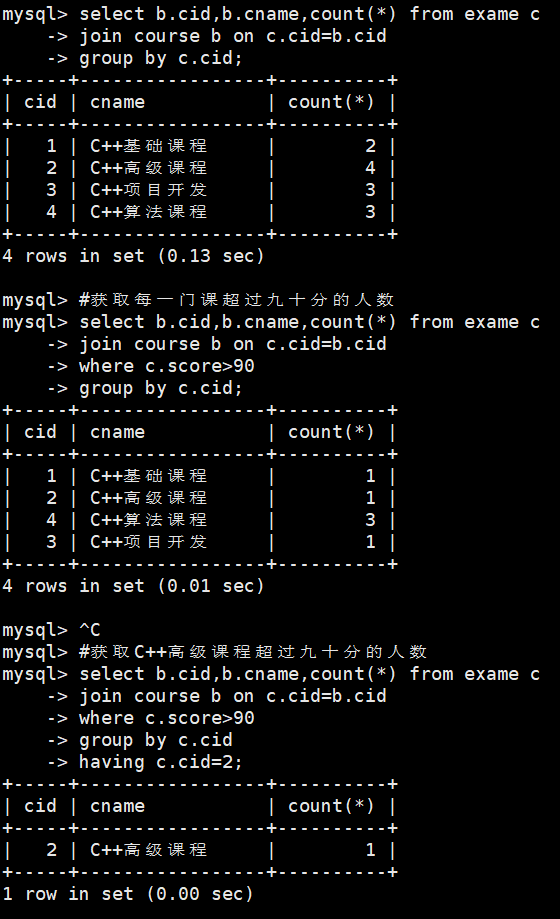 mysql> select b.cid,b.cname,count(*) from exame c
    -> join course b on c.cid=b.cid
    -> group by c.cid;
+-----+-----------------+----------+
| cid | cname           | count(*) |
+-----+-----------------+----------+
|   1 | C++基础课程     |        2 |
|   2 | C++高级课程     |        4 |
|   3 | C++项目开发     |        3 |
|   4 | C++算法课程     |        3 |
+-----+-----------------+----------+
4 rows in set (0.13 sec)

mysql> #获取每一门课超过九十分的人数
mysql> select b.cid,b.cname,count(*) from exame c
    -> join course b on c.cid=b.cid
    -> where c.score>90
    -> group by c.cid;
+-----+-----------------+----------+
| cid | cname           | count(*) |
+-----+-----------------+----------+
|   1 | C++基础课程     |        1 |
|   2 | C++高级课程     |        1 |
|   4 | C++算法课程     |        3 |
|   3 | C++项目开发     |        1 |
+-----+-----------------+----------+
4 rows in set (0.01 sec)

mysql> ^C
mysql> #获取C++高级课程超过九十分的人数
mysql> select b.cid,b.cname,count(*) from exame c
    -> join course b on c.cid=b.cid
    -> where c.score>90
    -> group by c.cid
    -> having c.cid=2;
+-----+-----------------+----------+
| cid | cname           | count(*) |
+-----+-----------------+----------+
|   2 | C++高级课程     |        1 |
+-----+-----------------+----------+
1 row in set (0.00 sec)